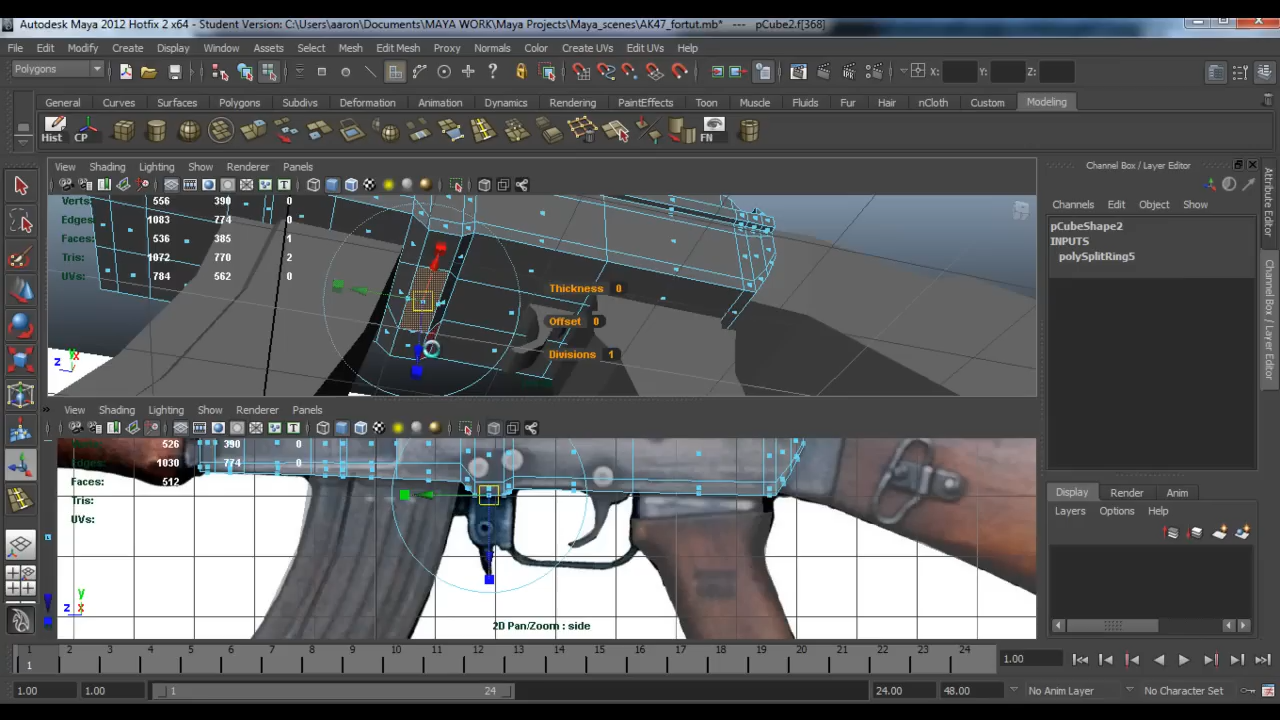 Autodesk Maya 2012 Hotfix 2 x64 - Student Version: C:\Users\aaron\Documents\MAYA WORK\Maya Projects\Maya_scenes\AK47_fortut.mb* --- pCube2.f[368]
File Edit Modify Create Display Window Assets Select Mesh Edit Mesh Proxy Normals Color Create UVs Edit UVs Help
Polygons X: Y: Z:
General Curves Surfaces Polygons Subdivs Deformation Animation Dynamics Rendering PaintEffects Toon Muscle Fluids Fur Hair nCloth Custom Modeling
Hist CP FN
View Shading Lighting Show Renderer Panels
Verts: 556 390 0
Edges: 1083 774 0
Faces: 536 385 1
Tris: 1072 770 2
UVs: 784 562 0
Thickness 0
Offset 0
Divisions 1
z y x
View Shading Lighting Show Renderer Panels
526 390 0
Edges: 1030 774 0
Faces: 512
Tris:
UVs:
y
z x
2D Pan/Zoom : side
Channel Box / Layer Editor
Channels Edit Object Show
pCubeShape2
INPUTS
polySplitRing5
Attribute Editor
Channel Box / Layer Editor
Display Render Anim
Layers Options Help
1 2 3 4 5 6 7 8 9 10 11 12 13 14 15 16 17 18 19 20 21 22 23 24
1 1.00
1.00 1.00 1 24 24.00 48.00 No Anim Layer No Character Set